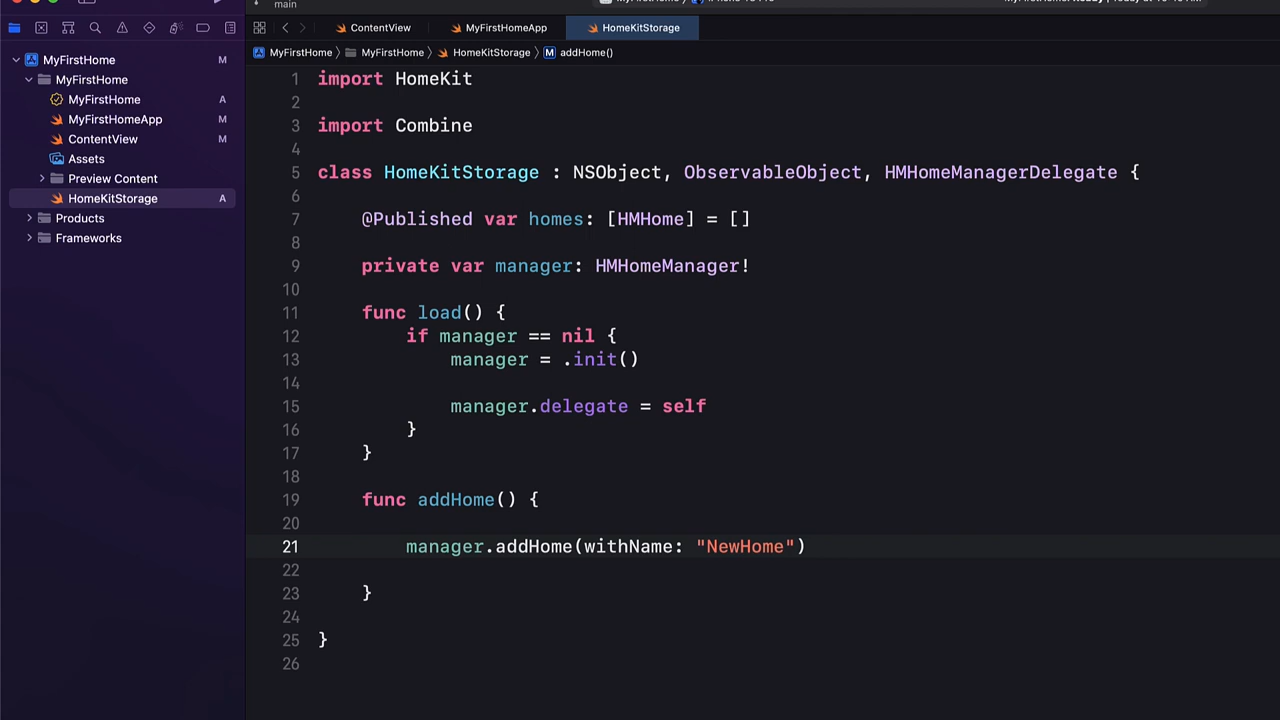 main
ContentView
MyFirstHomeApp
HomeKitStorage
MyFirstHome
MyFirstHome
HomeKitStorage
M
addHome()
MyFirstHome M
MyFirstHome
MyFirstHome A
MyFirstHomeApp M
ContentView M
Assets
Preview Content
HomeKitStorage A
Products
Frameworks
1 import HomeKit
2
3 import Combine
4
5 class HomeKitStorage : NSObject, ObservableObject, HMHomeManagerDelegate {
6
7 @Published var homes: [HMHome] = []
8
9 private var manager: HMHomeManager!
10
11 func load() {
12 if manager == nil {
13 manager = .init()
14
15 manager.delegate = self
16 }
17 }
18
19 func addHome() {
20
21 manager.addHome(withName: "NewHome")
22
23 }
24
25 }
26